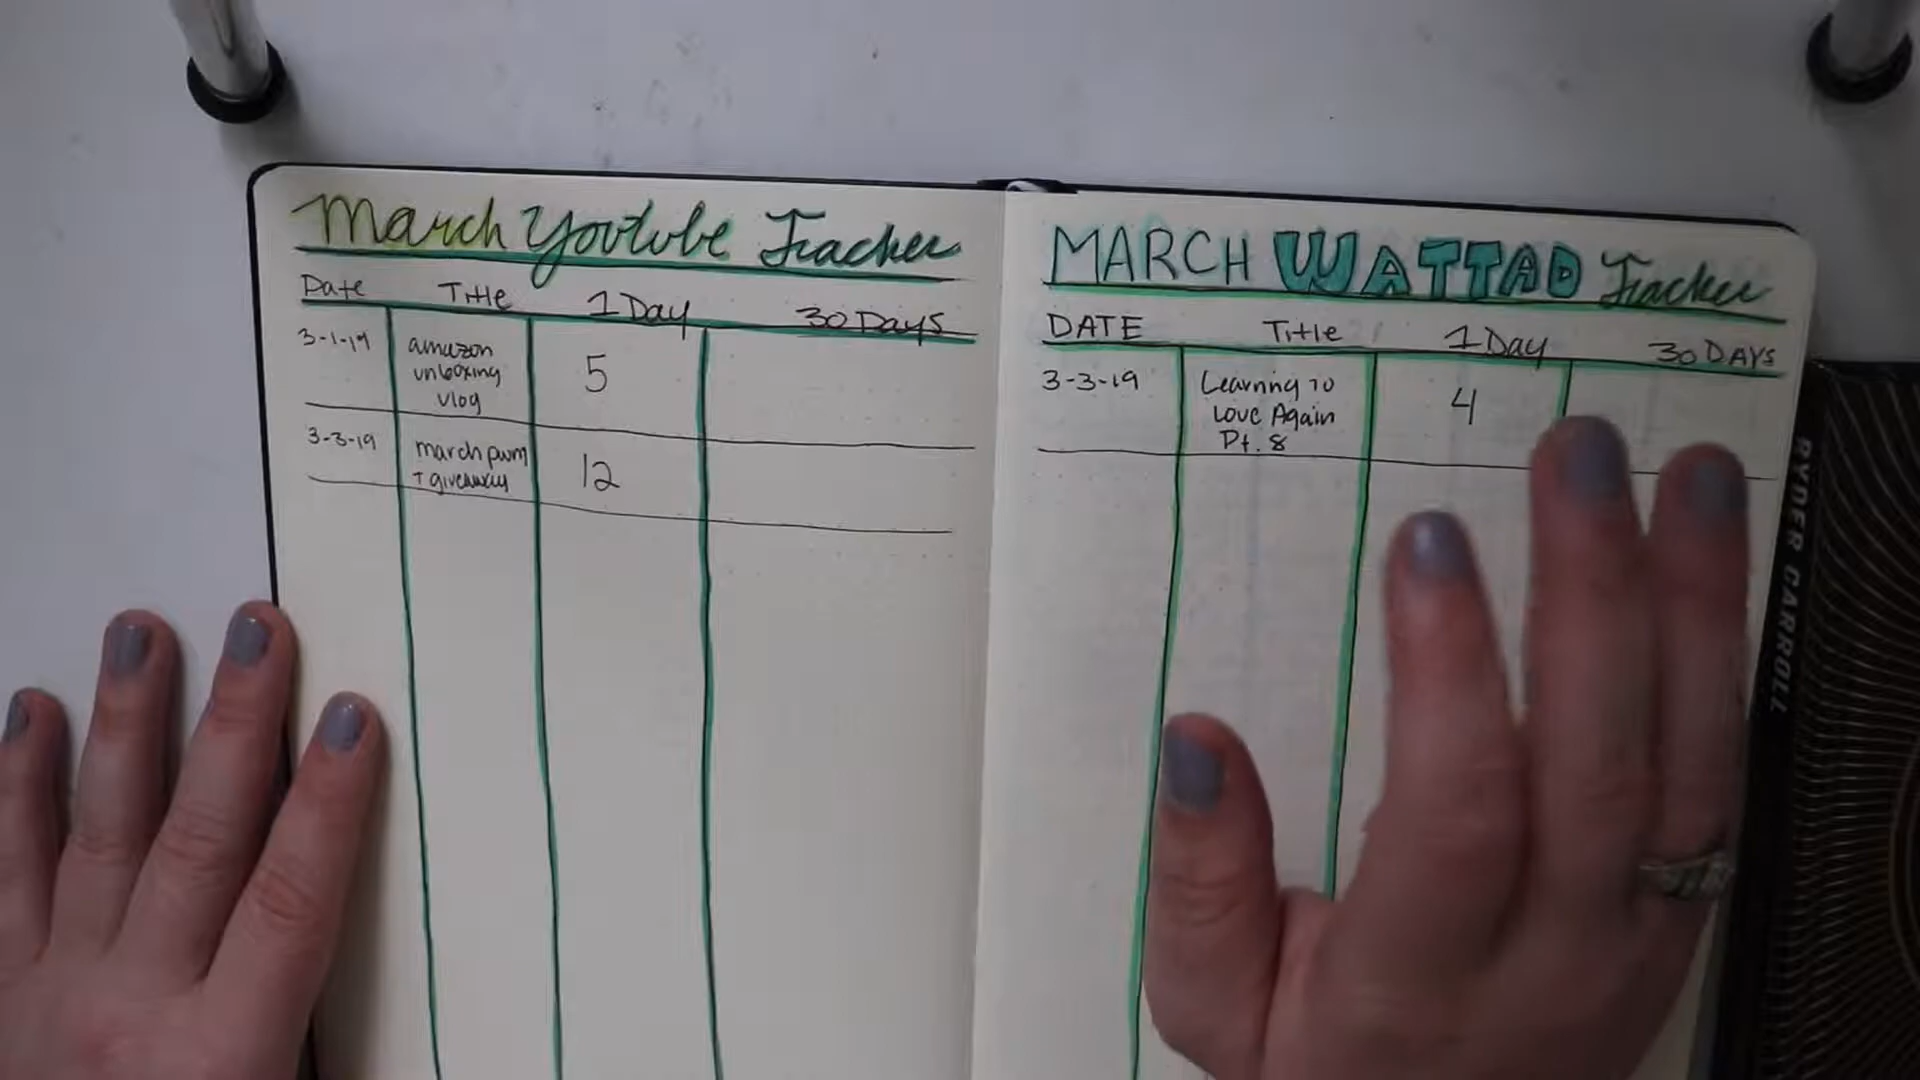 March Youtube Tracker
Date Title 1 Day 30 Days
3-1-19 amazon 5
unboxing
vlog
3-3-19 march pwm 12
+ giveaway
MARCH WATTAD Tracker
DATE Title 1 Day 30 DAYS
3-3-19 Learning to 4
Love Again
Pt. 8
RYDER CARROLL